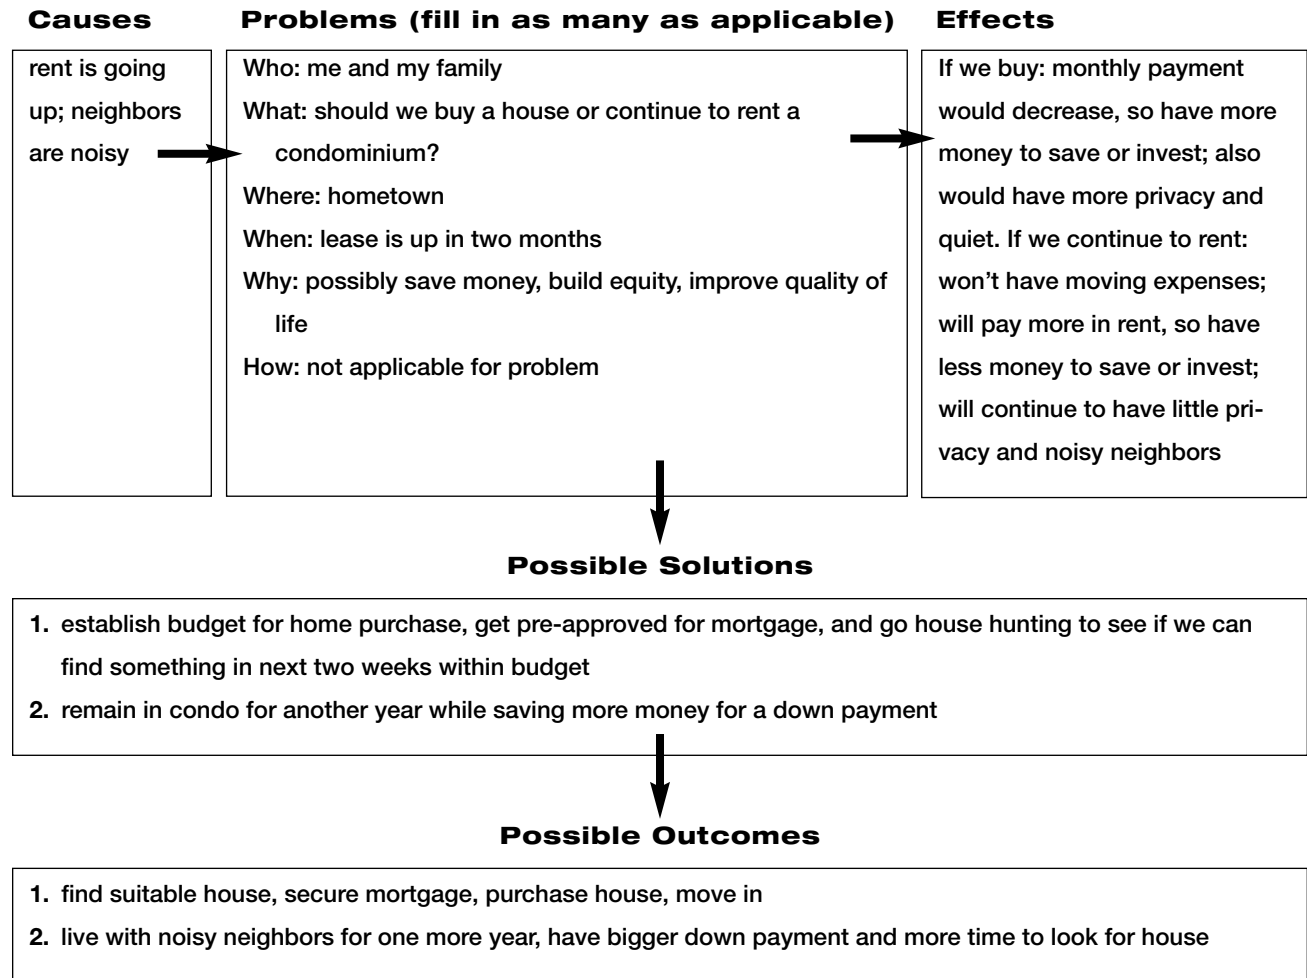 Causes
rent is going
up; neighbors
are noisy
Problems (fill in as many as applicable)
Who: me and my family
What: should we buy a house or continue to rent a
condominium?
Where: hometown
When: lease is up in two months
Why: possibly save money, build equity, improve quality of
life
How: not applicable for problem
Effects
If we buy: monthly payment
would decrease, so have more
money to save or invest; also
would have more privacy and
quiet. If we continue to rent:
won’t have moving expenses;
will pay more in rent, so have
less money to save or invest;
will continue to have little pri-
vacy and noisy neighbors
Possible Solutions
1. establish budget for home purchase, get pre-approved for mortgage, and go house hunting to see if we can
find something in next two weeks within budget
2. remain in condo for another year while saving more money for a down payment
Possible Outcomes
1. find suitable house, secure mortgage, purchase house, move in
2. live with noisy neighbors for one more year, have bigger down payment and more time to look for house